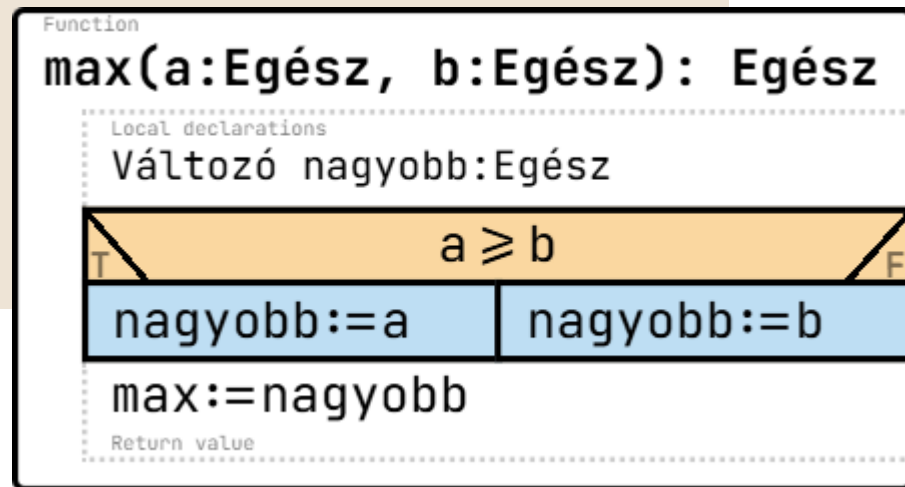 Function
max(a:Egész, b:Egész): Egész
Local declarations
Változó nagyobb:Egész
a ⩾ b
T F
nagyobb:=a nagyobb:=b
max:=nagyobb
Return value